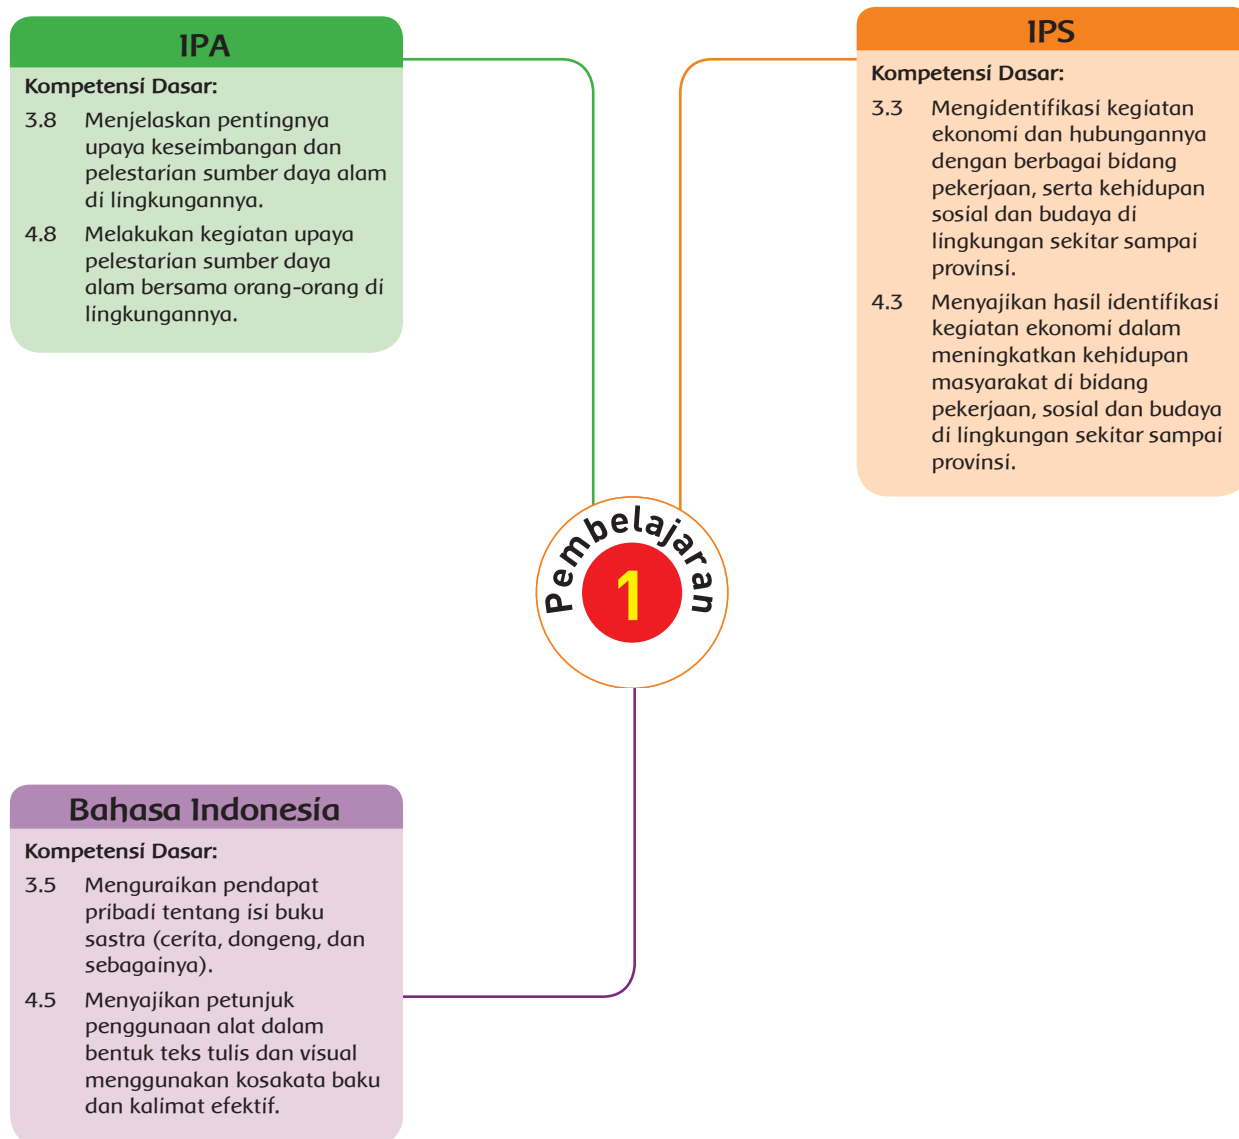 IPA
Kompetensi Dasar:
3.8 Menjelaskan pentingnya
upaya keseimbangan dan
pelestarian sumber daya alam
di lingkungannya.
4.8 Melakukan kegiatan upaya
pelestarian sumber daya
alam bersama orang-orang di
lingkungannya.
IPS
Kompetensi Dasar:
3.3 Mengidentifikasi kegiatan
ekonomi dan hubungannya
dengan berbagai bidang
pekerjaan, serta kehidupan
sosial dan budaya di
lingkungan sekitar sampai
provinsi.
4.3 Menyajikan hasil identifikasi
kegiatan ekonomi dalam
meningkatkan kehidupan
masyarakat di bidang
pekerjaan, sosial dan budaya
di lingkungan sekitar sampai
provinsi.
Pembelajaran
1
Bahasa Indonesia
Kompetensi Dasar:
3.5 Menguraikan pendapat
pribadi tentang isi buku
sastra (cerita, dongeng, dan
sebagainya).
4.5 Menyajikan petunjuk
penggunaan alat dalam
bentuk teks tulis dan visual
menggunakan kosakata baku
dan kalimat efektif.